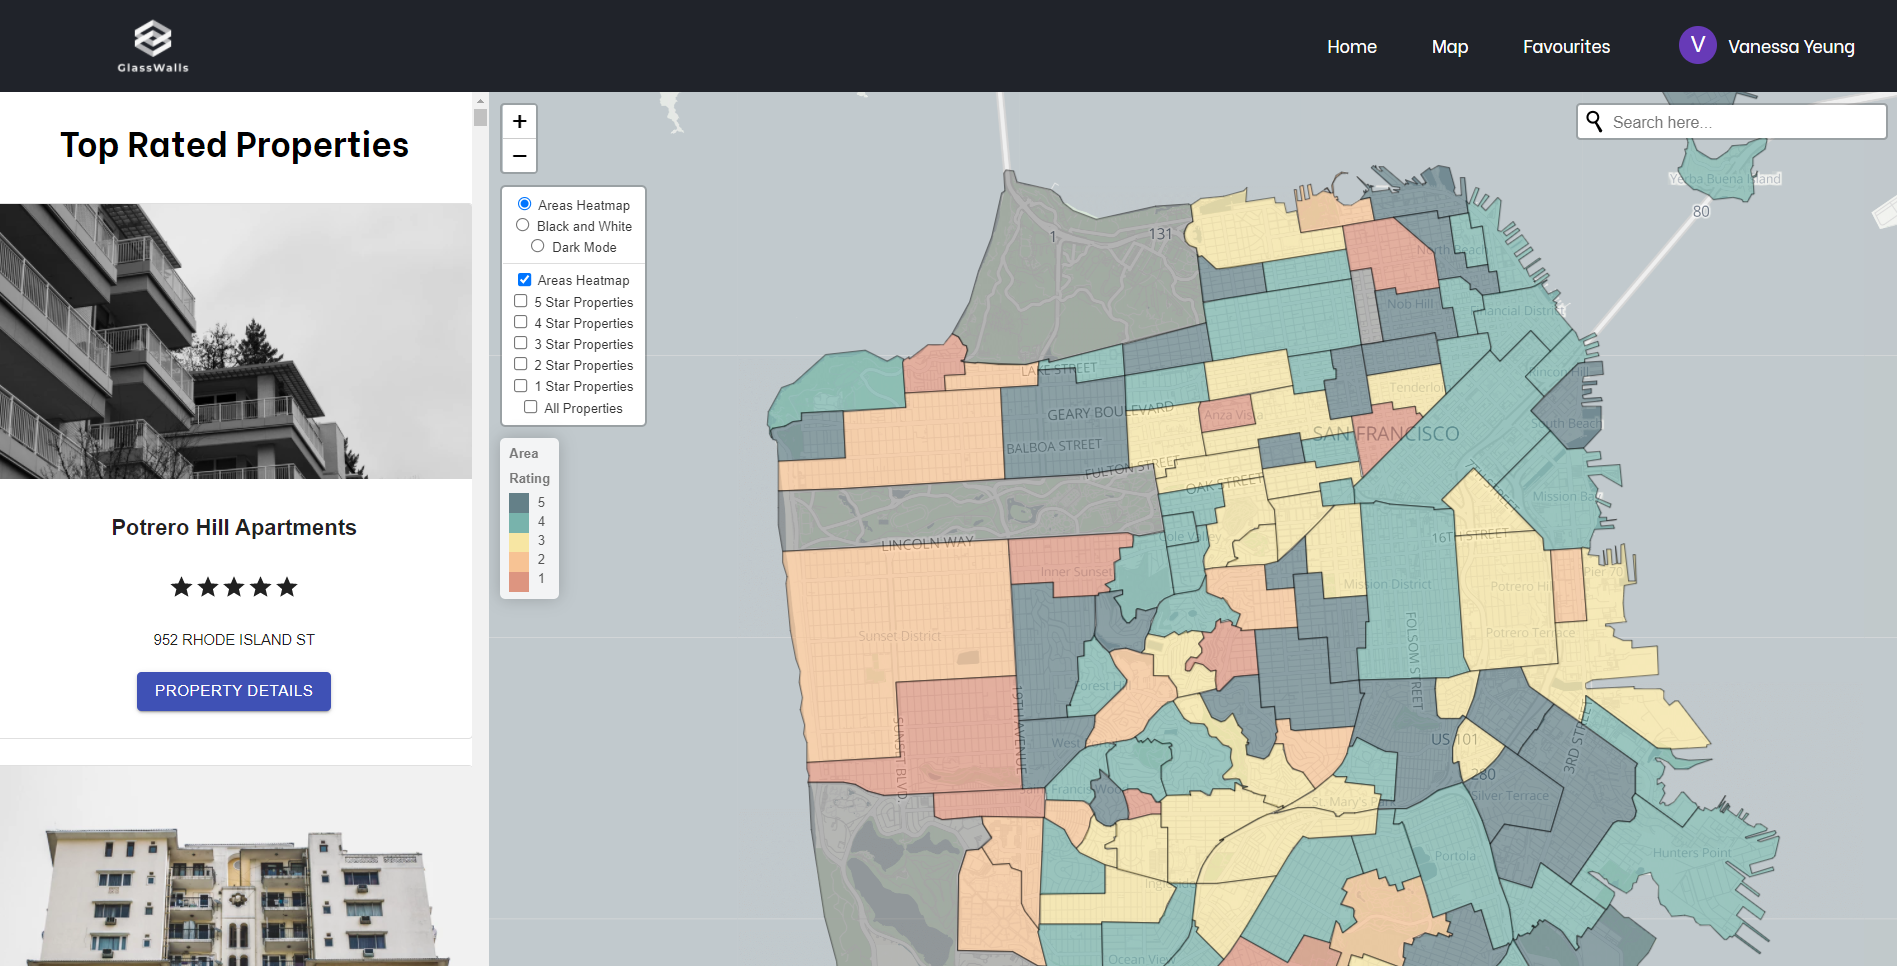 GlassWalls
Home
Map
Favourites
V
Vanessa Yeung
Top Rated Properties
Potrero Hill Apartments
952 RHODE ISLAND ST
PROPERTY DETAILS
+
−
Areas Heatmap
Black and White
Dark Mode
Areas Heatmap
5 Star Properties
4 Star Properties
3 Star Properties
2 Star Properties
1 Star Properties
All Properties
Area
Rating
5
4
3
2
1
Search here...
Yerba Buena Island
80
1
131
North Beach
Nob Hill
Financial District
LAKE STREET
Rincon Hill
Tenderloin
GEARY BOULEVARD
Anza Vista
SAN FRANCISCO
South Beach
BALBOA STREET
FULTON STREET
OAK STREET
Mission Bay
LINCOLN WAY
Cole Valley
16TH STREET
Inner Sunset
Mission District
Potrero Hill
Pier 70
Sunset District
FOLSOM STREET
Potrero Terrace
Forest Hill
19TH AVENUE
SUNSET BLVD.
West Portal
US 101
3RD STREET
280
Saint Francis Wood
St. Mary's Park
Silver Terrace
Portola
Hunters Point
Ingleside
Ocean View